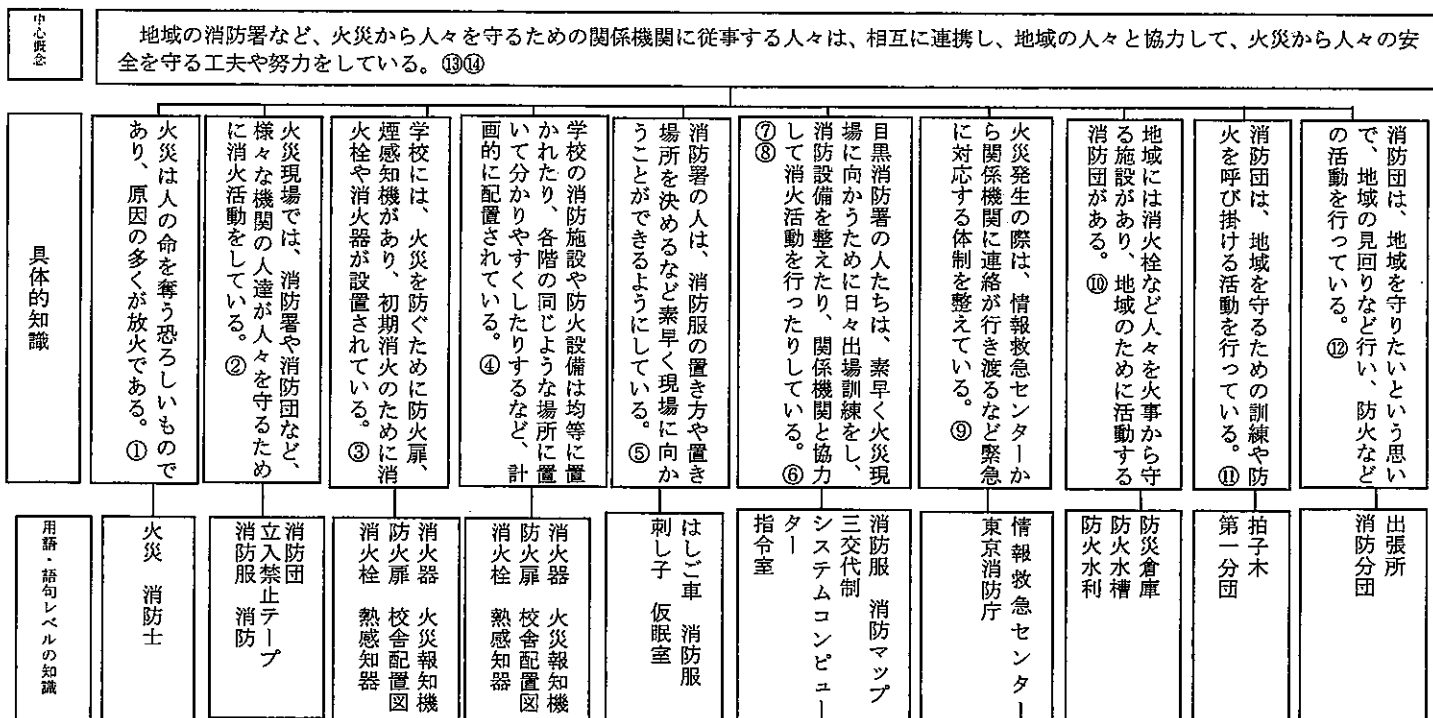 中心概念
地域の消防署など、火災から人々を守るための関係機関に従事する人々は、相互に連携し、地域の人々と協力して、火災から人々の安
全を守る工夫や努力をしている。⑬⑭
具体的知識
火災は人の命を奪う恐ろしいもので
あり、原因の多くが放火である。①
火災現場では、消防署や消防団など、
様々な機関の人達が人々を守るため
に消火活動をしている。②
学校には、火災を防ぐために防火扉、
煙感知機があり、初期消火のために消
火栓や消火器が設置されている。③
学校の消防施設や防火設備は均等に置
かれたり、各階の同じような場所に置
いて分かりやすくしたりするなど、計
画的に配置されている。④
消防署の人は、消防服の置き方や置き
場所を決めるなど素早く現場に向か
うことができるようにしている。⑤
目黒消防署の人たちは、素早く火災現
場に向かうために日々出場訓練をし、
消防設備を整えたり、関係機関と協力
して消火活動を行ったりしている。⑥
⑦⑧
火災発生の際は、情報救急センターか
ら関係機関に連絡が行き渡るなど緊急
に対応する体制を整えている。⑨
地域には消火栓など人々を火事から守
る施設があり、地域のために活動する
消防団がある。⑩
消防団は、地域を守るための訓練や防
火を呼び掛ける活動を行っている。⑪
消防団は、地域を守りたいという思い
で、地域の見回りなど行い、防火など
の活動を行っている。⑫
用語・語句レベルの知識
火災 消防士
消防団
立入禁止テープ
消防服 消防
消火器 火災報知機
防火扉 校舎配置図
消火栓 熱感知器
消火器 火災報知機
防火扉 校舎配置図
消火栓 熱感知器
はしご車 消防服
刺し子 仮眠室
消防服 消防マップ
三交代制
システムコンピュー
ター
指令室
情報救急センター
東京消防庁
防災倉庫
防火水槽
防火水利
拍子木
第一分団
出張所
消防分団